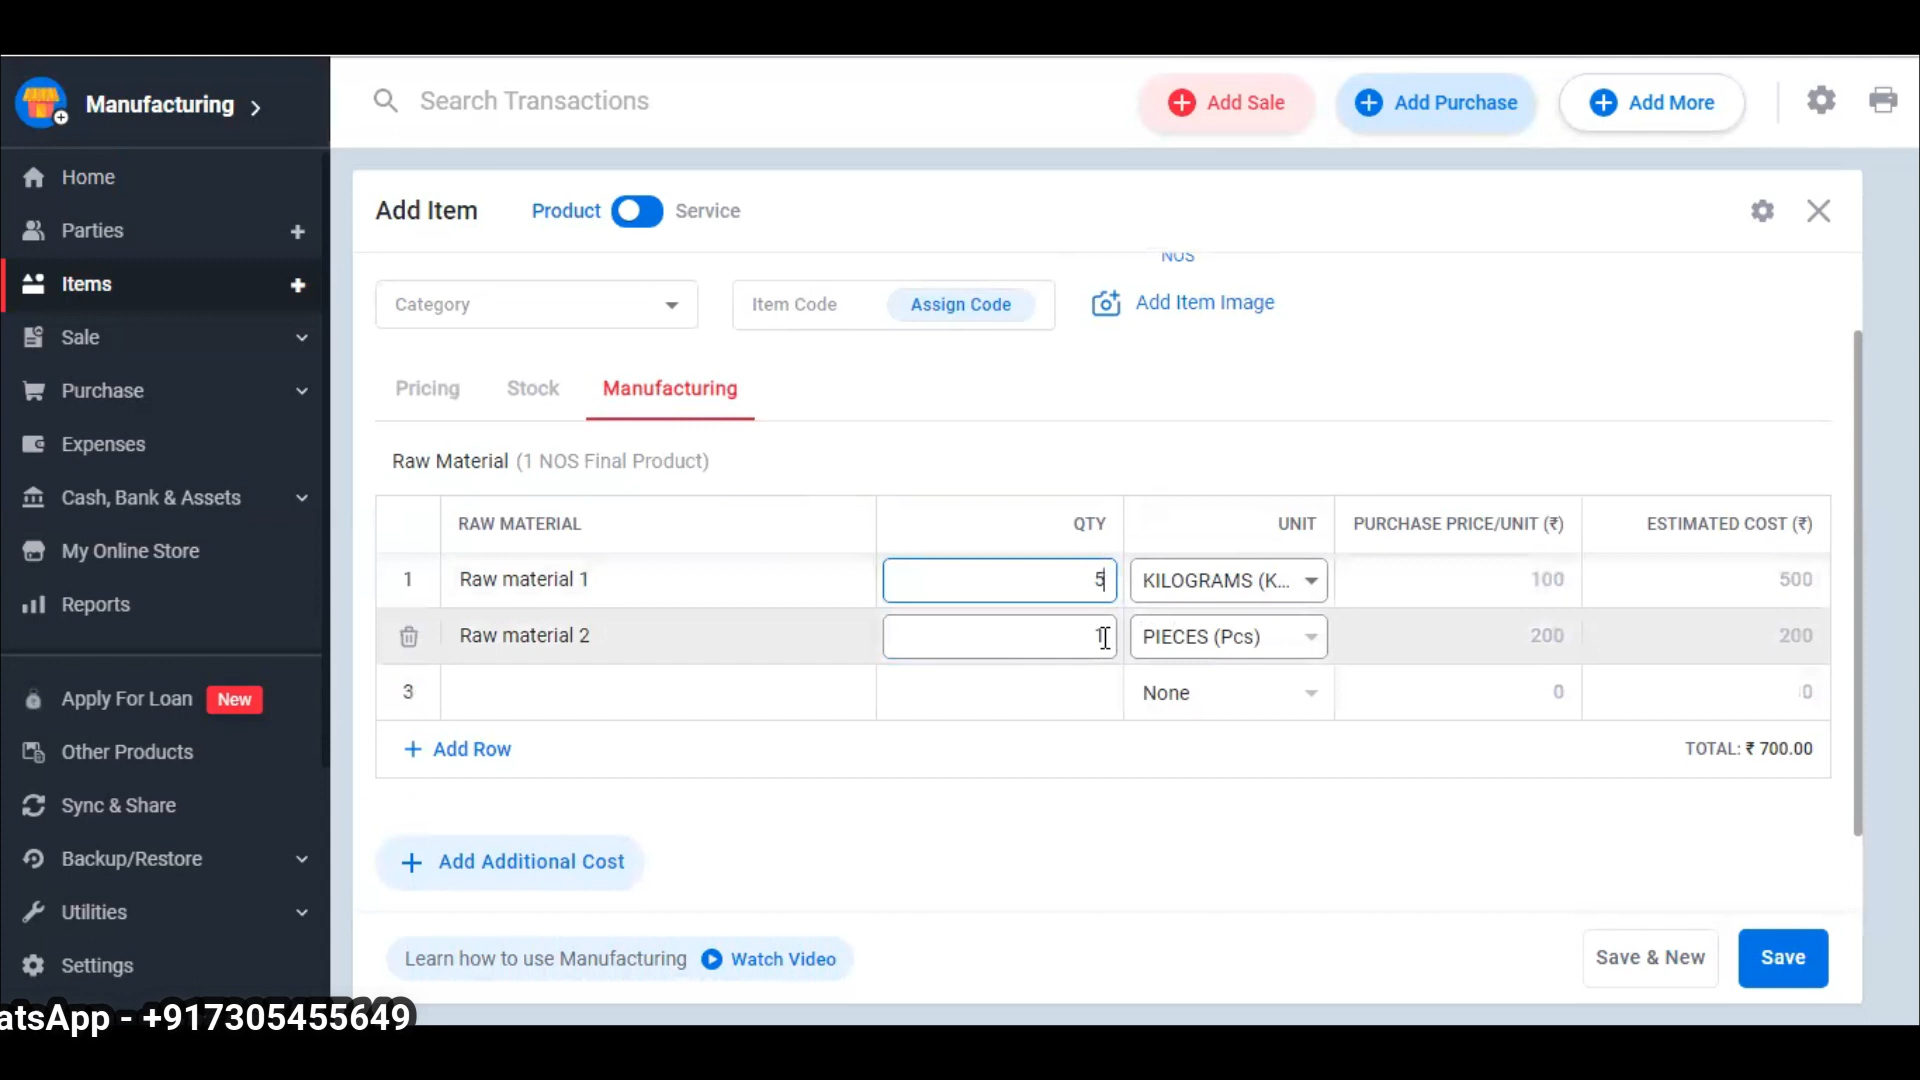 Manufacturing
Search Transactions
Add Sale
Add Purchase
Add More
Home
Parties
Items
Sale
Purchase
Expenses
Cash, Bank & Assets
My Online Store
Reports
Apply For Loan New
Other Products
Sync & Share
Backup/Restore
Utilities
Settings
Add Item Product Service
NOS
Category
Item Code Assign Code
Add Item Image
Pricing Stock Manufacturing
Raw Material (1 NOS Final Product)
RAW MATERIAL QTY UNIT PURCHASE PRICE/UNIT (₹) ESTIMATED COST (₹)
1 Raw material 1 5 KILOGRAMS (K... 100 500
Raw material 2 1 PIECES (Pcs) 200 200
3 None 0 0
+ Add Row TOTAL: ₹ 700.00
+ Add Additional Cost
Learn how to use Manufacturing Watch Video
Save & New Save
atsApp - +917305455649